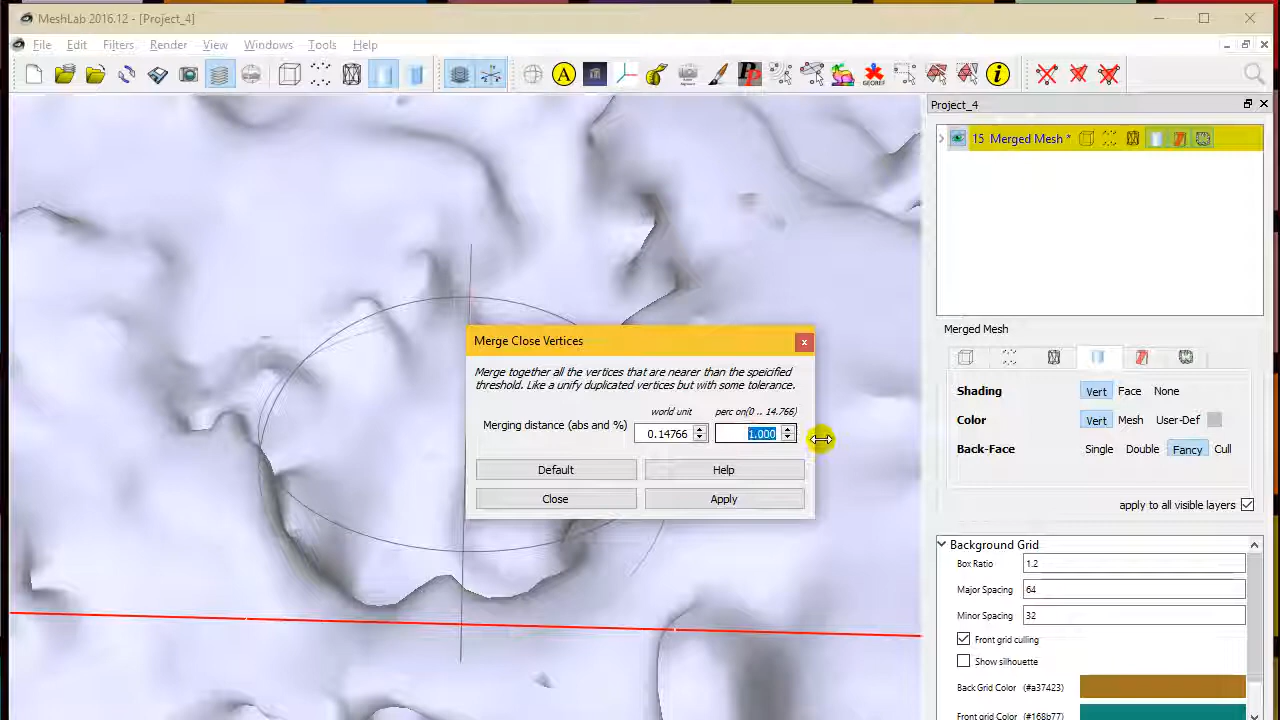 MeshLab 2016.12 - [Project_4]
File Edit Filters Render View Windows Tools Help
A
PP
GEOREF
i
Project_4
15 Merged Mesh *
Merged Mesh
Shading Vert Face None
Color Vert Mesh User-Def
Back-Face Single Double Fancy Cull
apply to all visible layers
Background Grid
Box Ratio 1.2
Major Spacing 64
Minor Spacing 32
Front grid culling
Show silhouette
Back Grid Color (#a37423)
Front grid Color (#168b77)
Merge Close Vertices
x
Merge together all the vertices that are nearer than the speicified
threshold. Like a unify duplicated vertices but with some tolerance.
world unit perc on(0 .. 14.766)
Merging distance (abs and %) 0.14766 1.000
Default Help
Close Apply